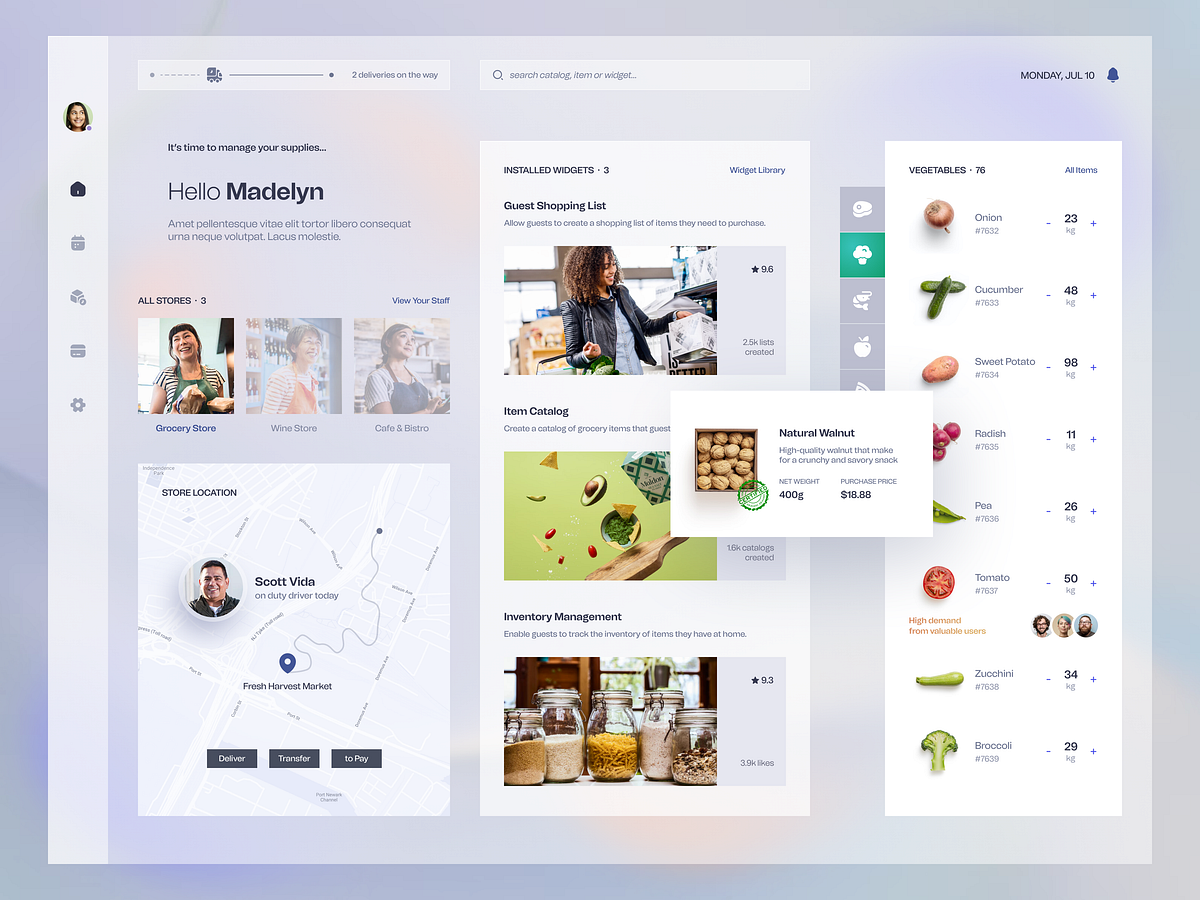 2 deliveries on the way
search catalog, item or widget...
MONDAY, JUL 10
It's time to manage your supplies...
Hello Madelyn
Amet pellentesque vitae elit tortor libero consequat
urna neque volutpat. Lacus molestie.
ALL STORES · 3
View Your Staff
Grocery Store
Wine Store
Cafe & Bistro
Independence
Park
STORE LOCATION
Scott Vida
on duty driver today
Fresh Harvest Market
Deliver
Transfer
to Pay
Port Newark
Channel
INSTALLED WIDGETS · 3
Widget Library
Guest Shopping List
Allow guests to create a shopping list of items they need to purchase.
9.6
2.5k lists
created
Item Catalog
Create a catalog of grocery items that guest
Maldon
1.6k catalogs
created
Inventory Management
Enable guests to track the inventory of items they have at home.
9.3
3.9k likes
Natural Walnut
High-quality walnut that make
for a crunchy and savory snack
NET WEIGHT
PURCHASE PRICE
400g
$18.88
VEGETABLES · 76
All Items
Onion
#7632
- 23 +
kg
Cucumber
#7633
- 48 +
kg
Sweet Potato
#7634
- 98 +
kg
Radish
#7635
- 11 +
kg
Pea
#7636
- 26 +
kg
Tomato
#7637
- 50 +
kg
High demand
from valuable users
Zucchini
#7638
- 34 +
kg
Broccoli
#7639
- 29 +
kg